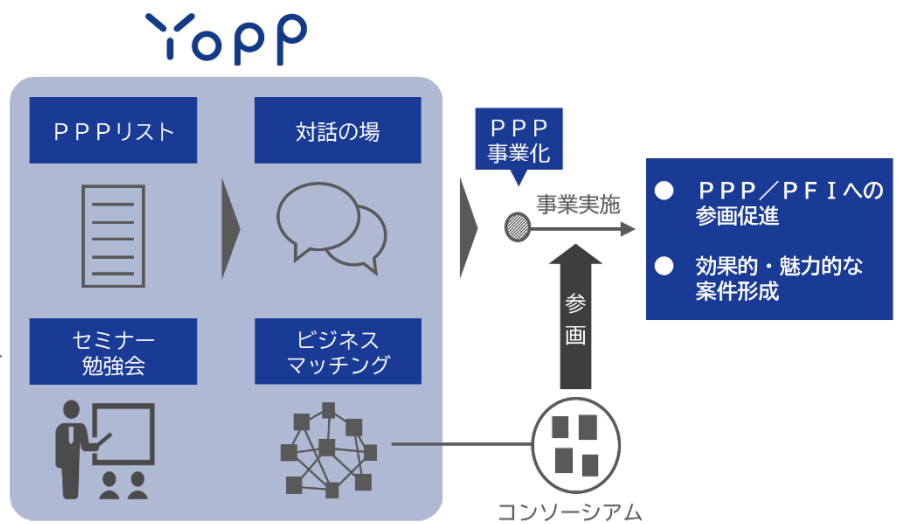 Yopp
PPPリスト
対話の場
セミナー
勉強会
ビジネス
マッチング
PPP
事業化
事業実施
参
画
コンソーシアム
● PPP/PFIへの
参画促進
● 効果的・魅力的な
案件形成